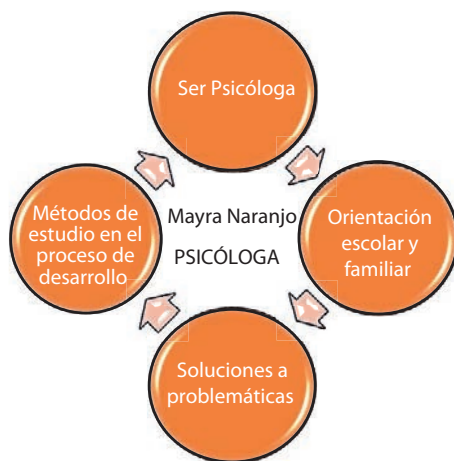 Ser Psicóloga
Métodos de
estudio en el
proceso de
desarrollo
Mayra Naranjo
PSICÓLOGA
Orientación
escolar y
familiar
Soluciones a
problemáticas